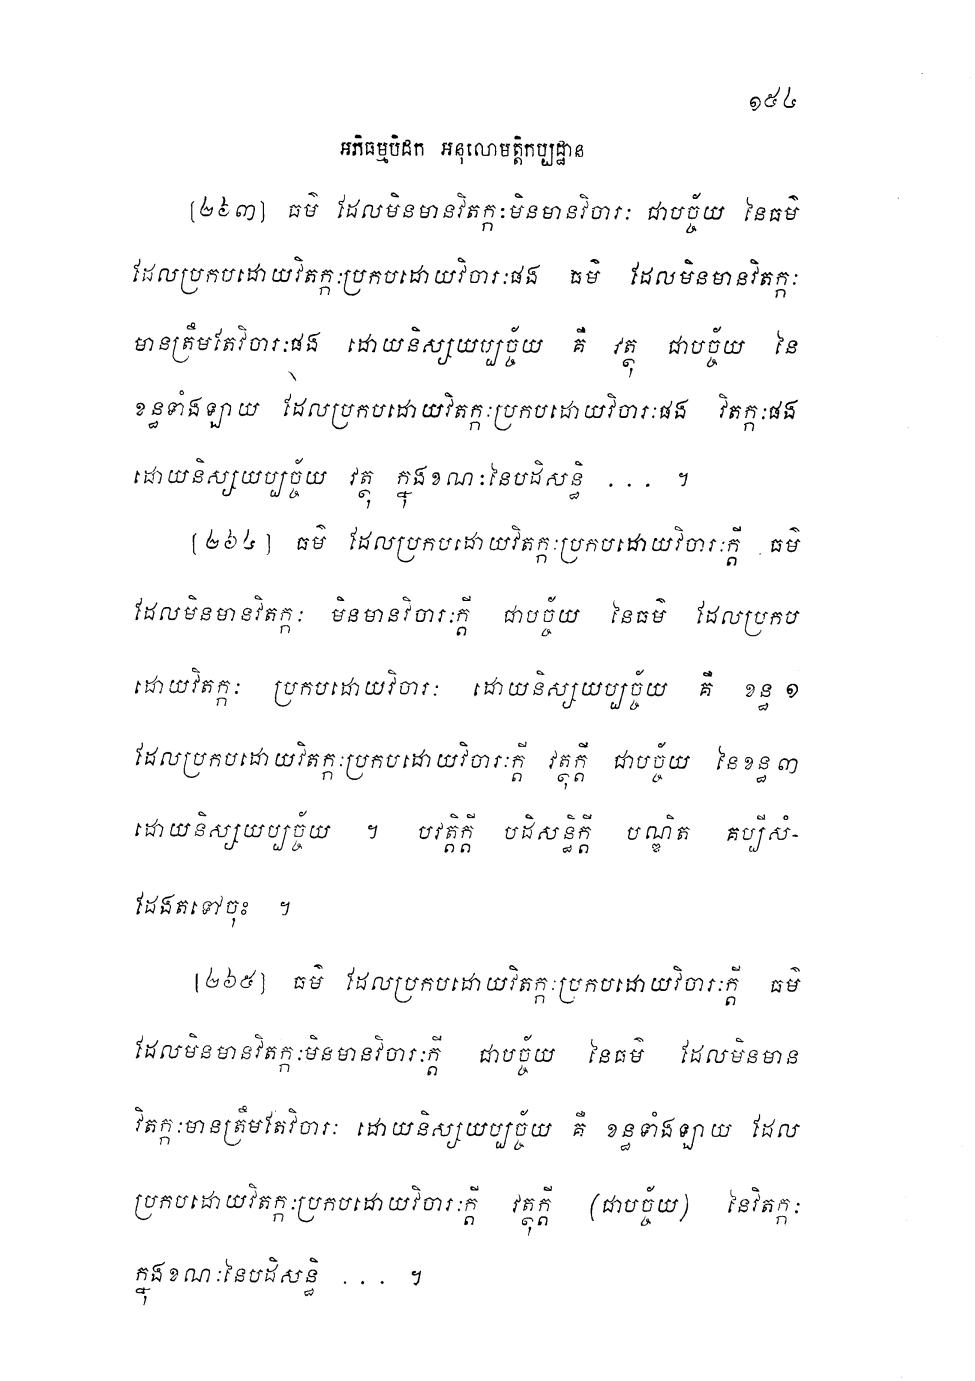 ១៥៤
អភិធម្មបិដក អនុលោមត្តិកប្បដ្ឋាន
[២៦៣] ធម៌ ដែលមិនមានវិតក្កៈមិនមានវិចារៈ ជាបច្ច័យ នៃធម៌
ដែលប្រកបដោយវិតក្កៈប្រកបដោយវិចារៈផង ធម៌ ដែលមិនមានវិតក្កៈ
មានត្រឹមតែវិចារៈផង ដោយនិស្សយប្បច្ច័យ គឺ វត្ថុ ជាបច្ច័យ នៃ
ខន្ធទាំងឡាយ ដែលប្រកបដោយវិតក្កៈប្រកបដោយវិចារៈផង វិតក្កៈផង
ដោយនិស្សយប្បច្ច័យ វត្ថុ ក្នុងខណៈនៃបដិសន្ធិ . . . ។
[២៦៤] ធម៌ ដែលប្រកបដោយវិតក្កៈប្រកបដោយវិចារៈក្តី ធម៌
ដែលមិនមានវិតក្កៈ មិនមានវិចារៈក្តី ជាបច្ច័យ នៃធម៌ ដែលប្រកប
ដោយវិតក្កៈ ប្រកបដោយវិចារៈ ដោយនិស្សយប្បច្ច័យ គឺ ខន្ធ ១
ដែលប្រកបដោយវិតក្កៈប្រកបដោយវិចារៈក្តី វត្ថុក្តី ជាបច្ច័យ នៃខន្ធ ៣
ដោយនិស្សយប្បច្ច័យ ។ បវត្តិក្តី បដិសន្ធិក្តី បណ្ឌិត គប្បីសំ-
ដែងតទៅចុះ ។
[២៦៥] ធម៌ ដែលប្រកបដោយវិតក្កៈប្រកបដោយវិចារៈក្តី ធម៌
ដែលមិនមានវិតក្កៈមិនមានវិចារៈក្តី ជាបច្ច័យ នៃធម៌ ដែលមិនមាន
វិតក្កៈមានត្រឹមតែវិចារៈ ដោយនិស្សយប្បច្ច័យ គឺ ខន្ធទាំងឡាយ ដែល
ប្រកបដោយវិតក្កៈប្រកបដោយវិចារៈក្តី វត្ថុក្តី (ជាបច្ច័យ) នៃវិតក្កៈ
ក្នុងខណៈនៃបដិសន្ធិ . . . ។